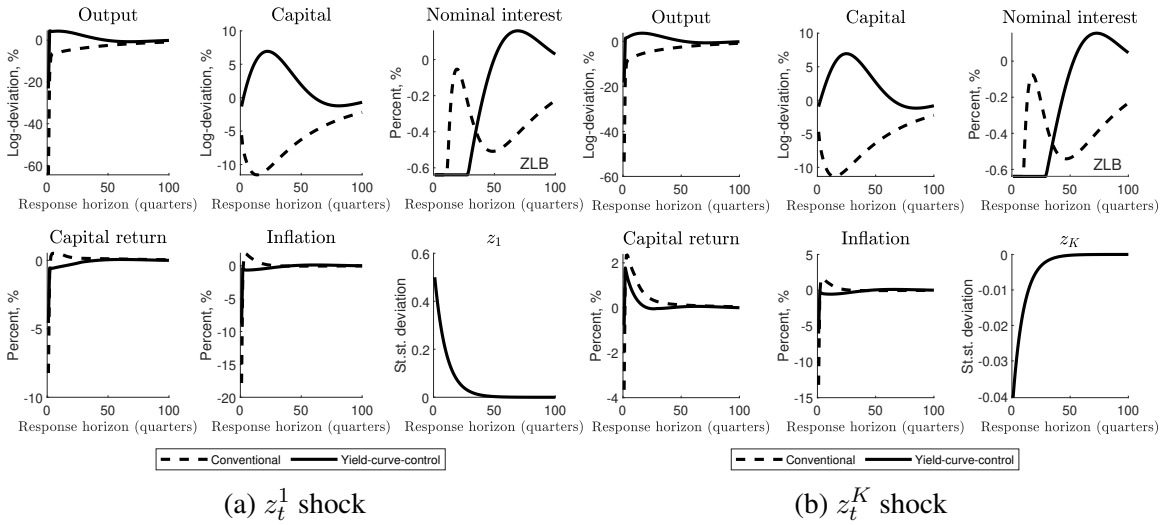 Output
Capital
Nominal interest
Log-deviation, %
0
-20
-40
-60
0
50
100
Response horizon (quarters)
Log-deviation, %
10
5
0
-5
-10
0
50
100
Response horizon (quarters)
Percent, %
0
-0.2
-0.4
-0.6
ZLB
0
50
100
Response horizon (quarters)
Capital return
Inflation
z₁
Percent, %
0
-5
-10
0
50
100
Response horizon (quarters)
Percent, %
0
-5
-10
-15
-20
0
50
100
Response horizon (quarters)
St.st. deviation
0.6
0.4
0.2
0
0
50
100
Response horizon (quarters)
Conventional Yield-curve-control
(a) z_t^1 shock
Output
Capital
Nominal interest
Log-deviation, %
0
-20
-40
-60
0
50
100
Response horizon (quarters)
Log-deviation, %
10
5
0
-5
-10
0
50
100
Response horizon (quarters)
Percent, %
0
-0.2
-0.4
-0.6
ZLB
0
50
100
Response horizon (quarters)
Capital return
Inflation
z_K
Percent, %
2
0
-2
-4
0
50
100
Response horizon (quarters)
Percent, %
5
0
-5
-10
-15
0
50
100
Response horizon (quarters)
St.st. deviation
0
-0.01
-0.02
-0.03
-0.04
0
50
100
Response horizon (quarters)
Conventional Yield-curve-control
(b) z_t^K shock